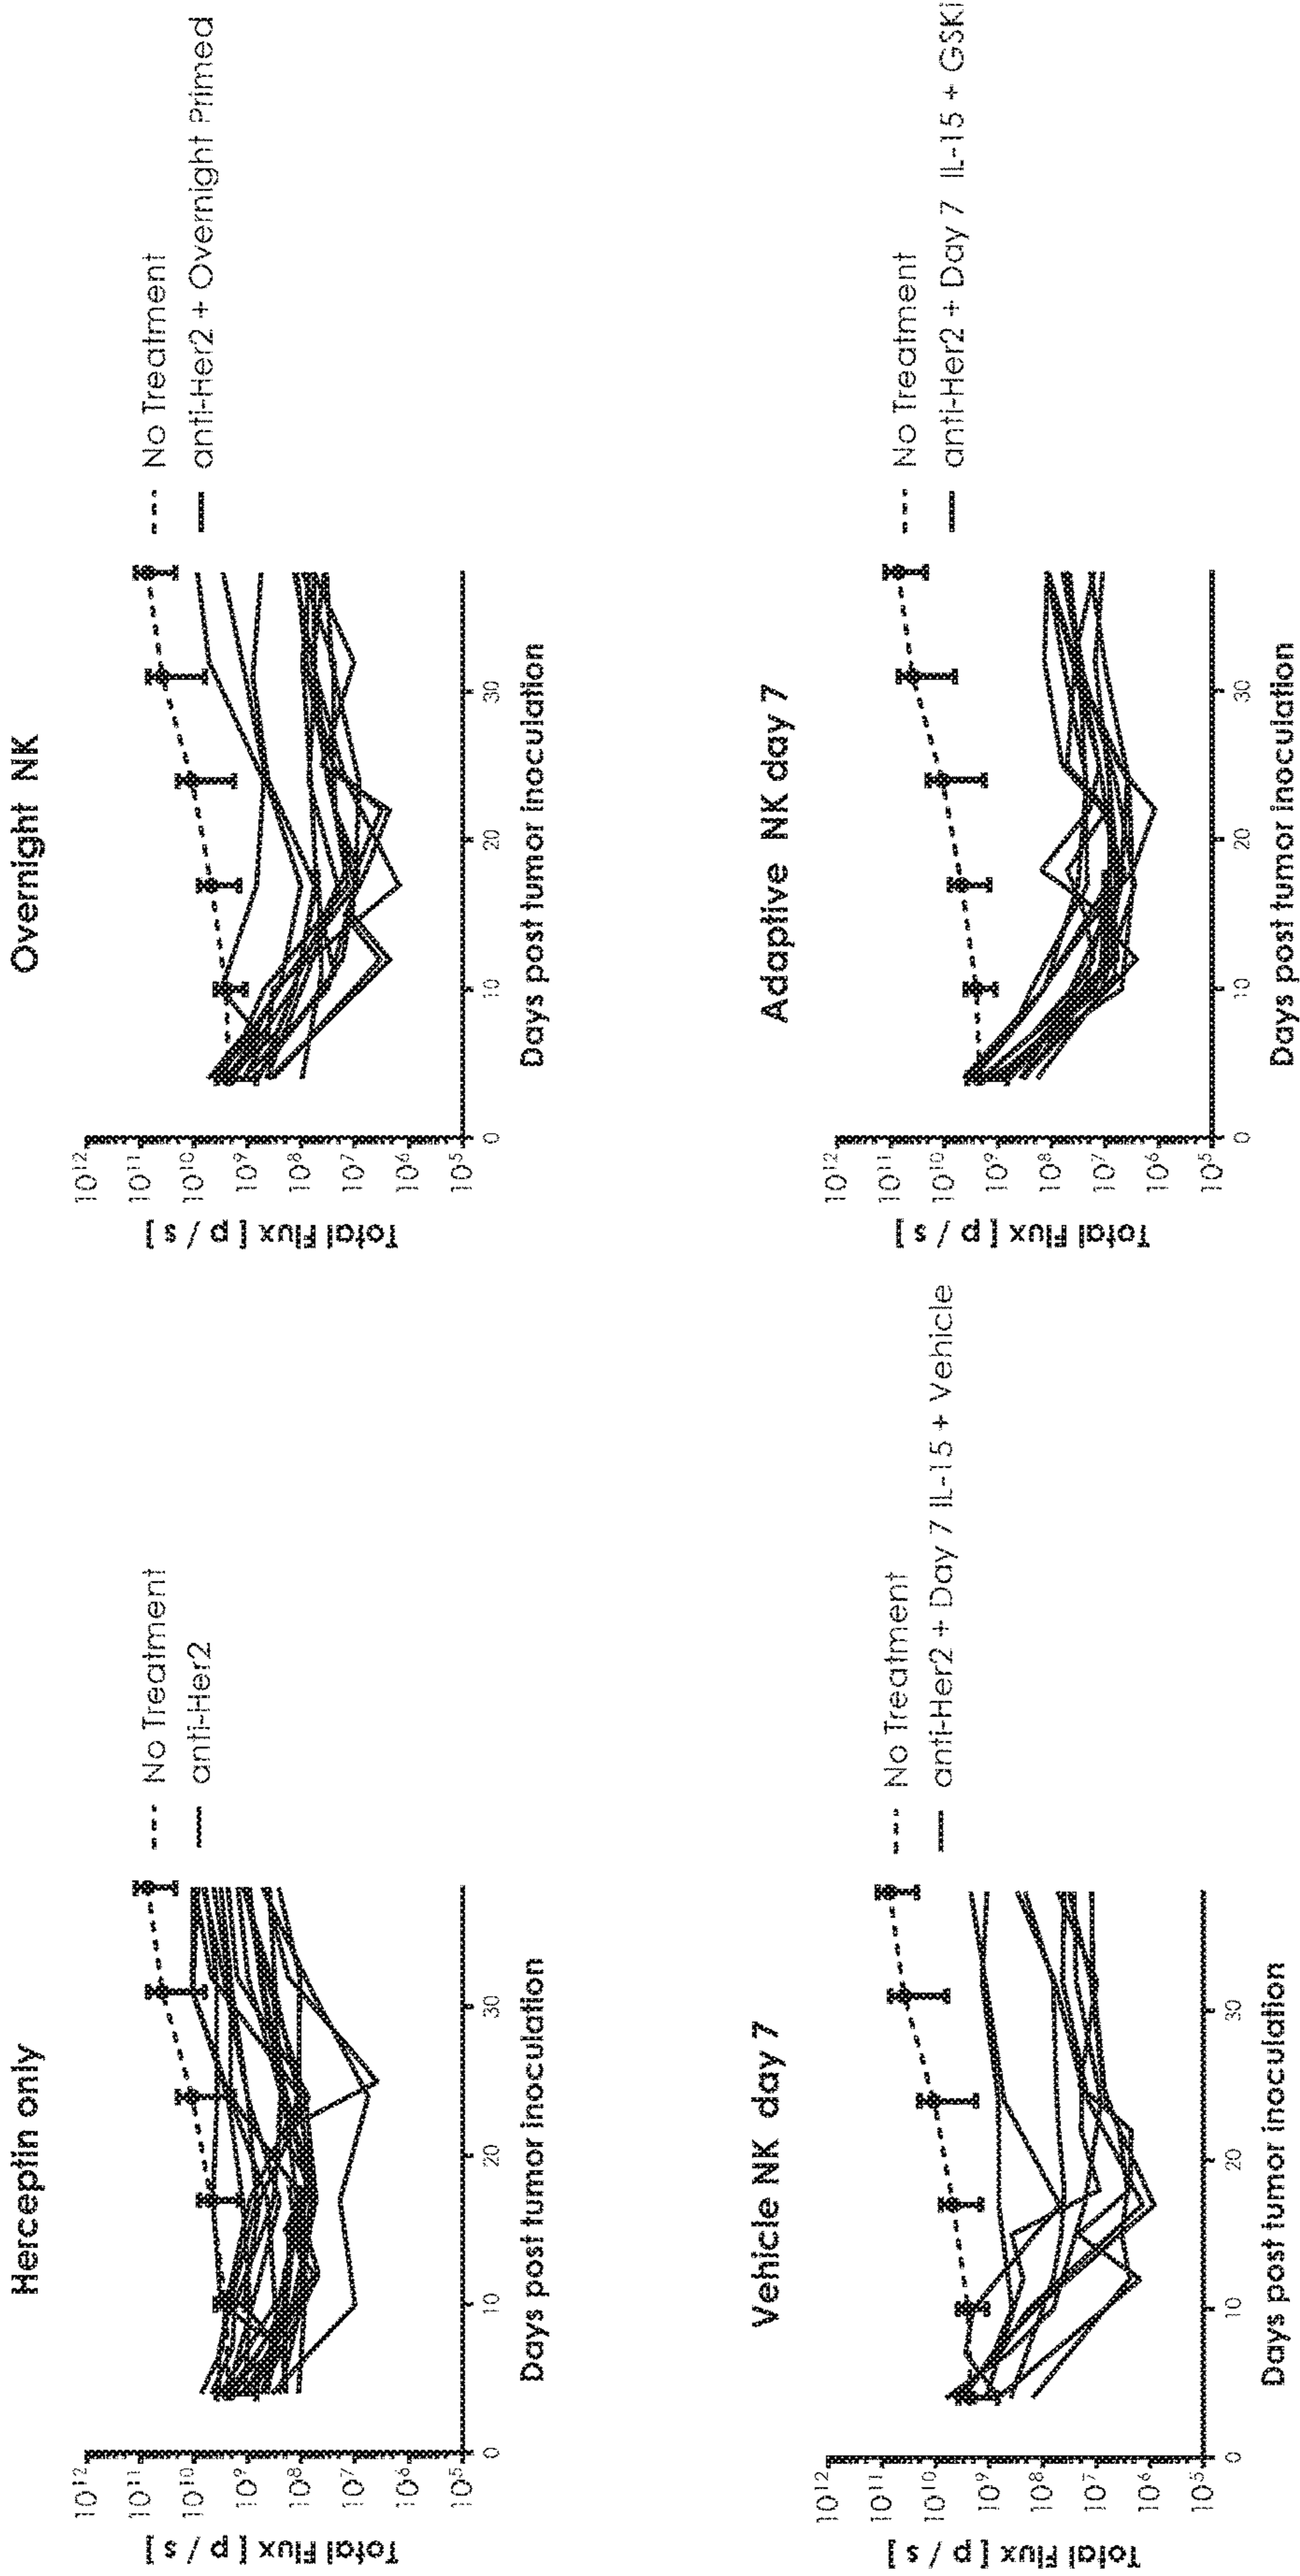 Herceptin only
Total Flux [ p / s ]
10¹²
10¹¹
10¹⁰
10⁹
10⁸
10⁷
10⁶
10⁵
0
10
20
30
Days post tumor inoculation
No Treatment
anti-Her2
Overnight NK
Total Flux [ p / s ]
10¹²
10¹¹
10¹⁰
10⁹
10⁸
10⁷
10⁶
10⁵
0
10
20
30
Days post tumor inoculation
No Treatment
anti-Her2 + Overnight Primed
Vehicle NK day 7
Total Flux [ p / s ]
10¹²
10¹¹
10¹⁰
10⁹
10⁸
10⁷
10⁶
10⁵
0
10
20
30
Days post tumor inoculation
No Treatment
anti-Her2 + Day 7 IL-15 + Vehicle
Adaptive NK day 7
Total Flux [ p / s ]
10¹²
10¹¹
10¹⁰
10⁹
10⁸
10⁷
10⁶
10⁵
0
10
20
30
Days post tumor inoculation
No Treatment
anti-Her2 + Day 7 IL-15 + GSKi